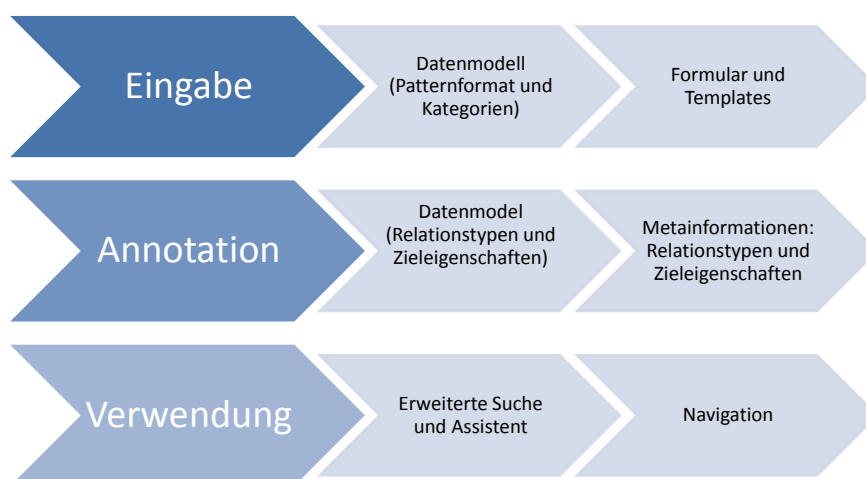 Eingabe
Datenmodell
(Patternformat und
Kategorien)
Formular und
Templates
Annotation
Datenmodel
(Relationstypen und
Zieleigenschaften)
Metainformationen:
Relationstypen und
Zieleigenschaften
Verwendung
Erweiterte Suche
und Assistent
Navigation